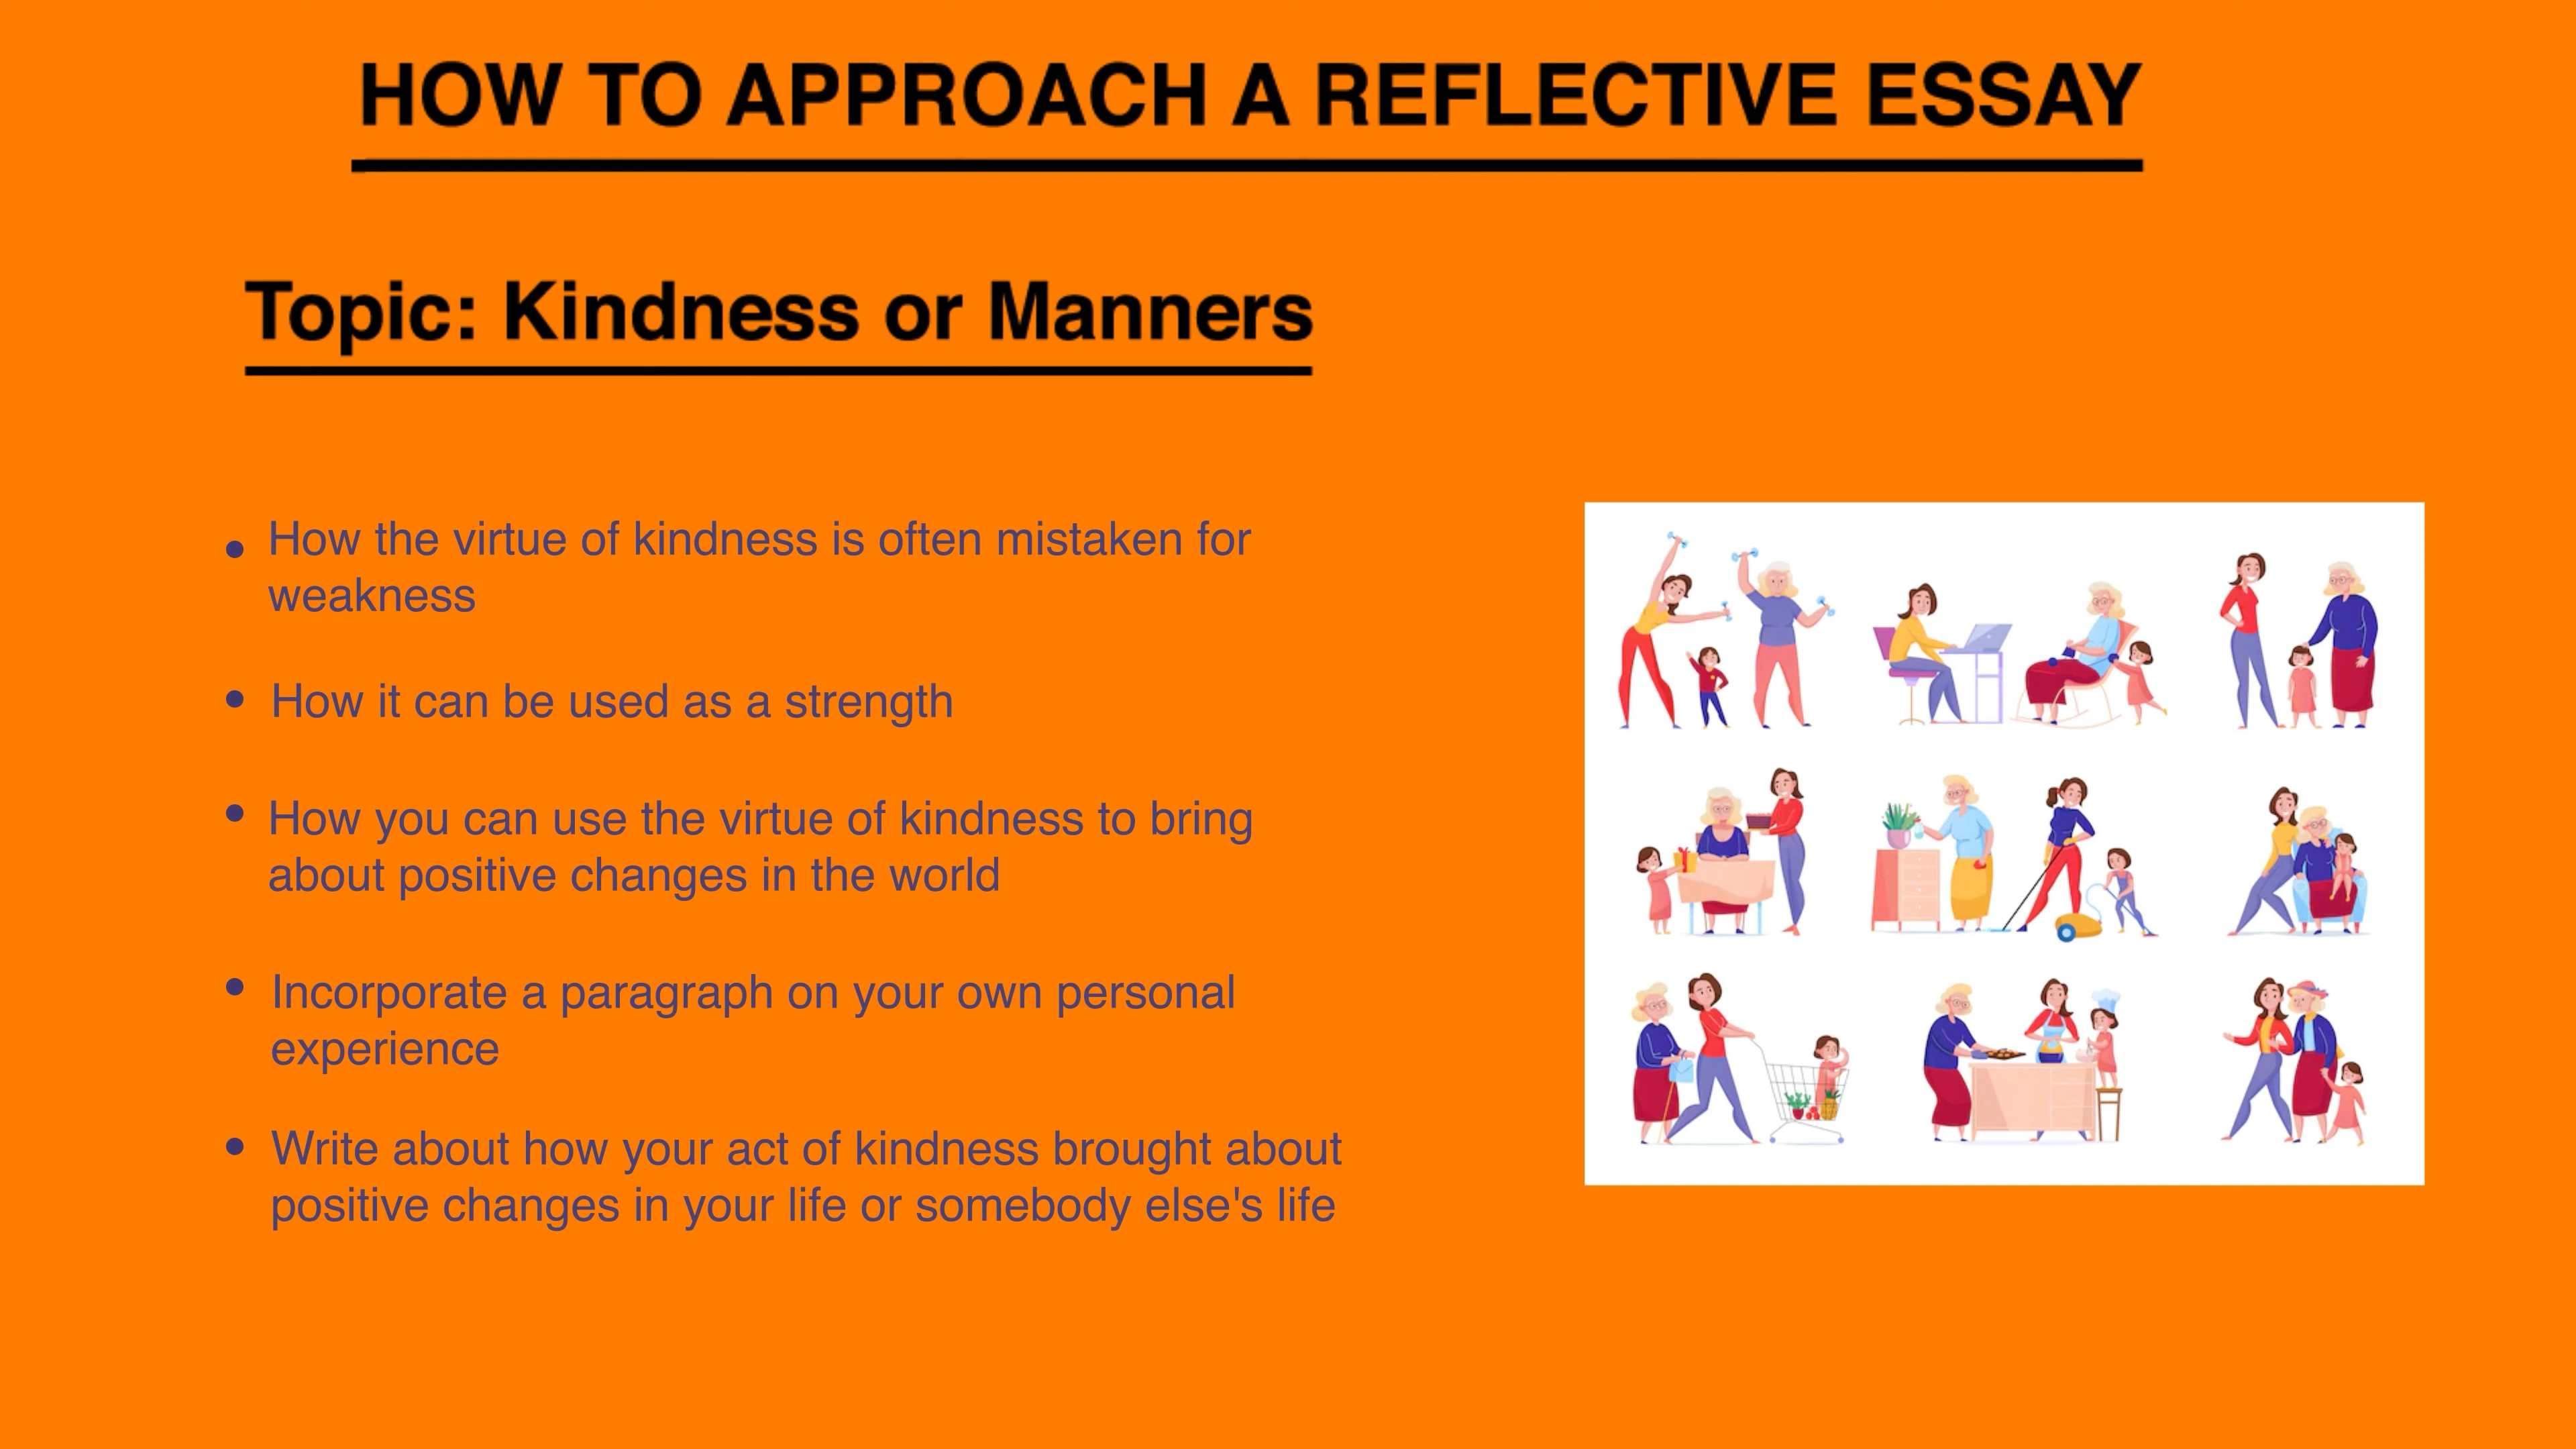 HOW TO APPROACH A REFLECTIVE ESSAY
Topic: Kindness or Manners
• How the virtue of kindness is often mistaken for
weakness
• How it can be used as a strength
• How you can use the virtue of kindness to bring
about positive changes in the world
• Incorporate a paragraph on your own personal
experience
• Write about how your act of kindness brought about
positive changes in your life or somebody else's life